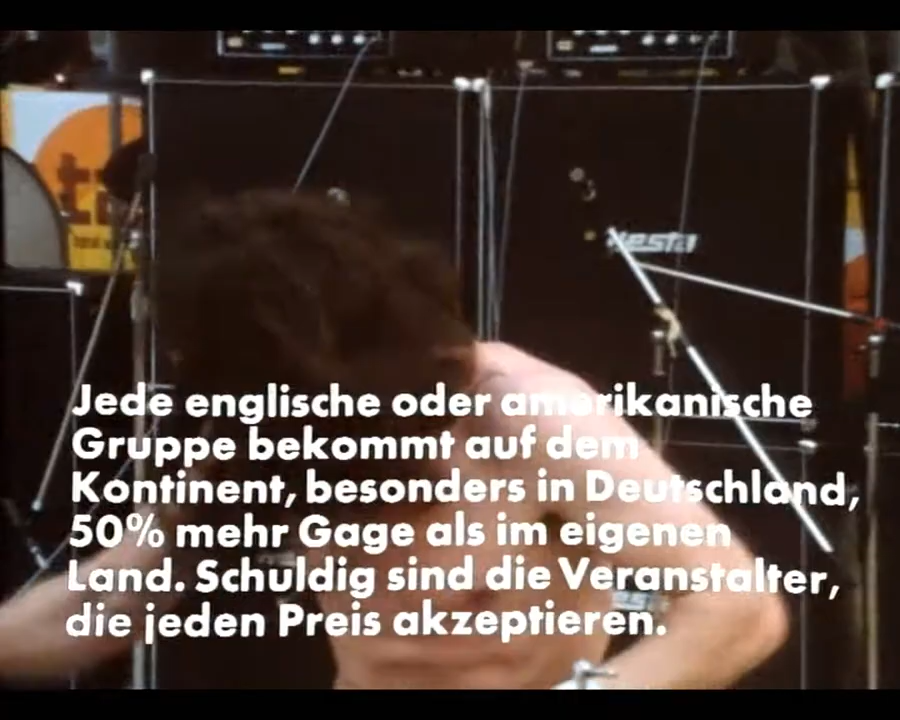 Jede englische oder amerikanische
Gruppe bekommt auf dem
Kontinent, besonders in Deutschland,
50% mehr Gage als im eigenen
Land. Schuldig sind die Veranstalter,
die jeden Preis akzeptieren.